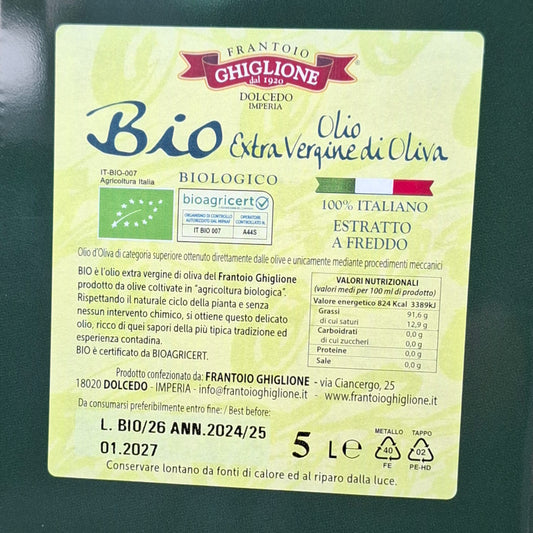 FRANTOIO
GHIGLIONE
dal 1920
DOLCEDO
IMPERIA
Bio
Olio
Extra Vergine di Oliva
IT-BIO-007
Agricoltura Italia
BIOLOGICO
bioagricert
ORGANISMO DI CONTROLLO
AUTORIZZATO DAL MIPAAF
IT BIO 007
OPERATORE
CONTROLLATO N.
A44S
100% ITALIANO
ESTRATTO
A FREDDO
Olio d'Oliva di categoria superiore ottenuto direttamente dalle olive e unicamente mediante procedimenti meccanici
BIO è l'olio extra vergine di oliva del Frantoio Ghiglione
prodotto da olive coltivate in "agricoltura biologica".
Rispettando il naturale ciclo della pianta e senza
nessun intervento chimico, si ottiene questo delicato
olio, ricco di quei sapori della più tipica tradizione ed
esperienza contadina.
BIO è certificato da BIOAGRICERT.
VALORI NUTRIZIONALI
(valori medi per 100 ml di prodotto)
Valore energetico 824 Kcal 3389kJ
Grassi 91,6 g
di cui saturi 12,9 g
Carboidrati 0,0 g
di cui zuccheri 0,0 g
Proteine 0,0 g
Sale 0,0 g
Prodotto confezionato da: FRANTOIO GHIGLIONE - via Ciancergo, 25
18020 DOLCEDO - IMPERIA - info@frantoioghiglione.it - www.frantoioghiglione.it
Da consumarsi preferibilmente entro fine: / Best before:
L. BIO/26 ANN.2024/25
01.2027
5 L e
METALLO
40
FE
TAPPO
02
PE-HD
Conservare lontano da fonti di calore ed al riparo dalla luce.